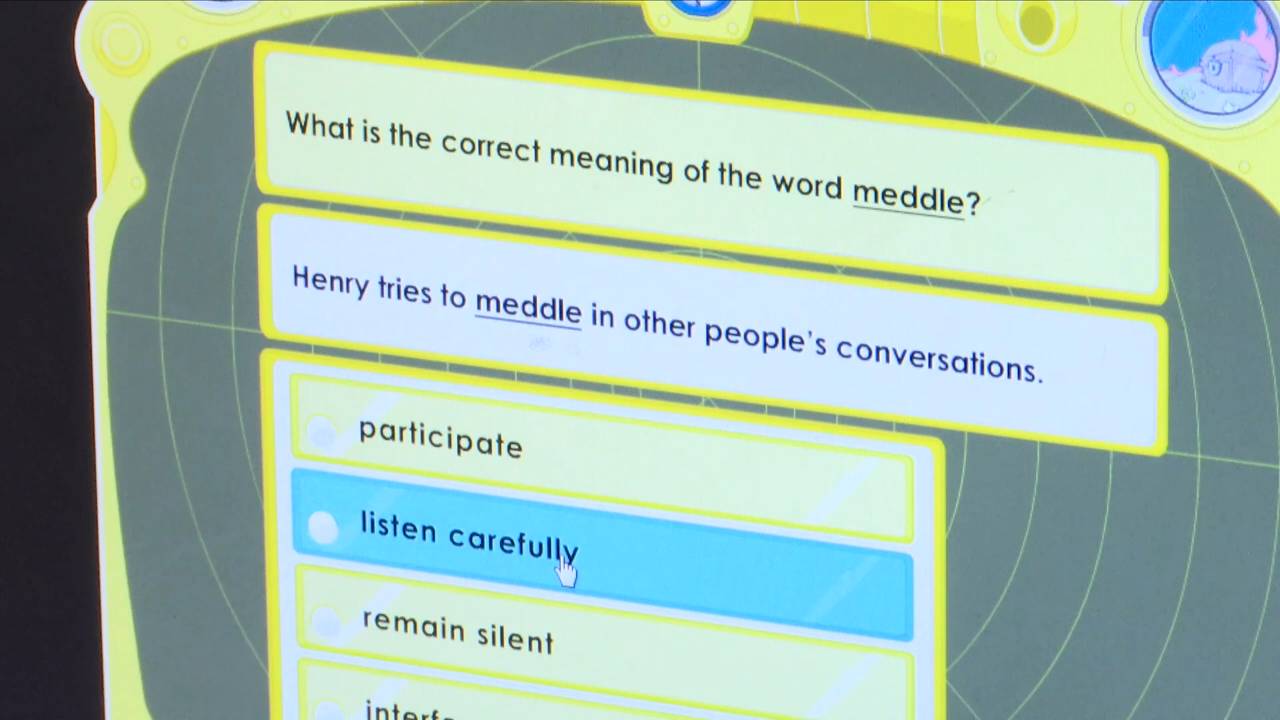 What is the correct meaning of the word meddle?
Henry tries to meddle in other people's conversations.
participate
listen carefully
remain silent